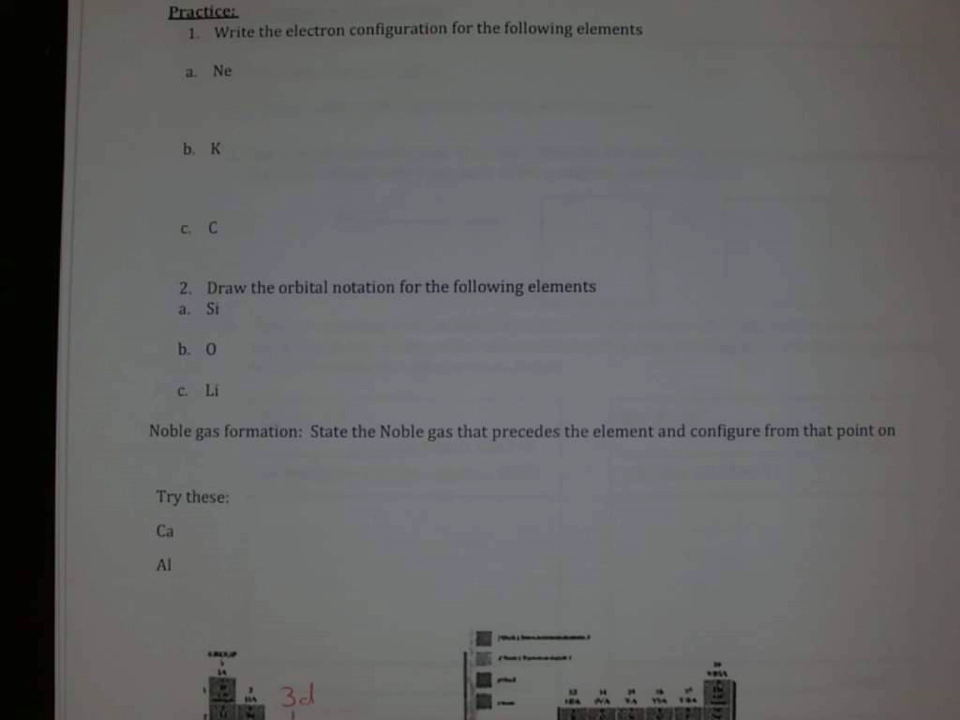 Practice:
1. Write the electron configuration for the following elements
a. Ne
b. K
c. C
2. Draw the orbital notation for the following elements
a. Si
b. O
c. Li
Noble gas formation: State the Noble gas that precedes the element and configure from that point on
Try these:
Ca
Al
GROUP
3d